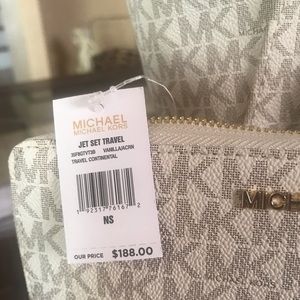 MICHAEL
MICHAEL KORS
JET SET TRAVEL
VANILLA/ACRN
TRAVEL CONTINENTAL
NS
OUR PRICE $188.00
MICH